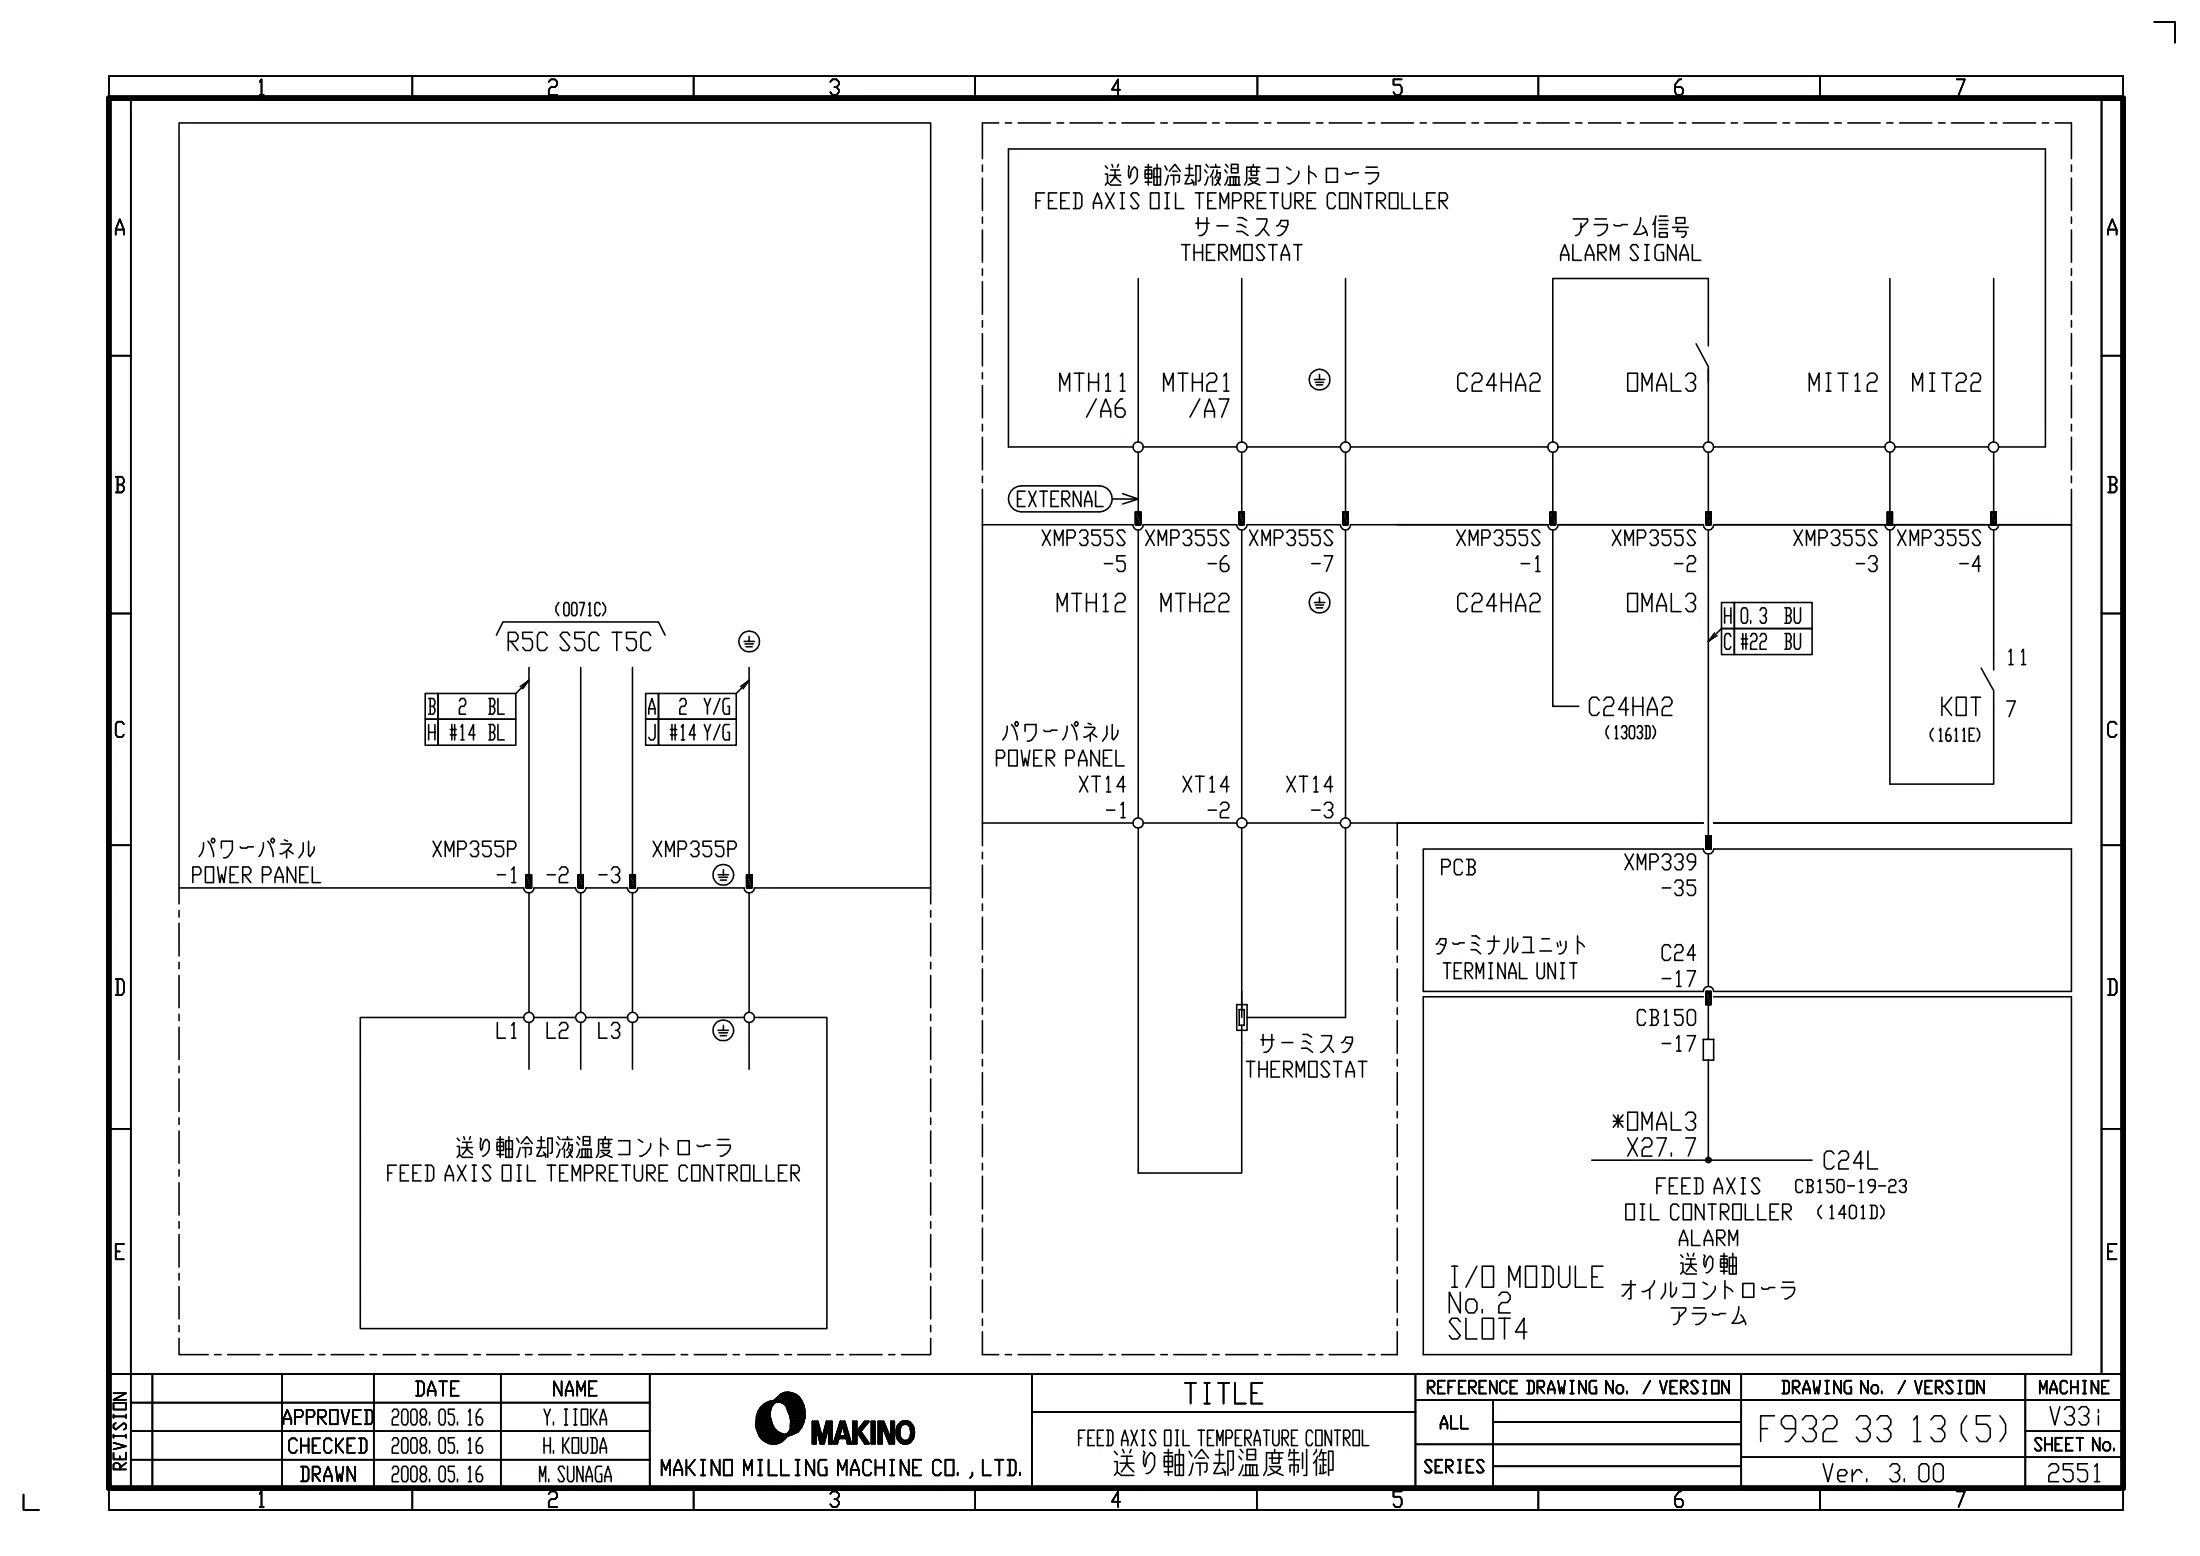 1 2 3 4 5 6 7
A
B
C
D
E
(0071C)
R5C S5C T5C
B 2 BL
H #14 BL
A 2 Y/G
J #14 Y/G
パワーパネル
POWER PANEL
XMP355P
-1 -2 -3
XMP355P
L1 L2 L3
送り軸冷却液温度コントローラ
FEED AXIS OIL TEMPRETURE CONTROLLER
送り軸冷却液温度コントローラ
FEED AXIS OIL TEMPRETURE CONTROLLER
サーミスタ
THERMOSTAT
アラーム信号
ALARM SIGNAL
MTH11
/A6
MTH21
/A7
C24HA2
OMAL3
MIT12
MIT22
EXTERNAL
XMP355S
-5
XMP355S
-6
XMP355S
-7
XMP355S
-1
XMP355S
-2
XMP355S
-3
XMP355S
-4
MTH12
MTH22
C24HA2
OMAL3
H 0.3 BU
C #22 BU
11
KOT 7
(1611E)
C24HA2
(1303D)
パワーパネル
POWER PANEL
XT14
-1
XT14
-2
XT14
-3
サーミスタ
THERMOSTAT
PCB
XMP339
-35
ターミナルユニット
TERMINAL UNIT
C24
-17
CB150
-17
*OMAL3
X27.7
C24L
CB150-19-23
(1401D)
FEED AXIS
OIL CONTROLLER
ALARM
送り軸
オイルコントローラ
アラーム
I/O MODULE
No.2
SLOT4
A
B
C
D
E
REVISION
DATE NAME
APPROVED 2008.05.16 Y.IIOKA
CHECKED 2008.05.16 H.KOUDA
DRAWN 2008.05.16 M.SUNAGA
MAKINO
MAKINO MILLING MACHINE CO.,LTD.
TITLE
FEED AXIS OIL TEMPERATURE CONTROL
送り軸冷却温度制御
REFERENCE DRAWING No. / VERSION
ALL
SERIES
DRAWING No. / VERSION
F932 33 13(5)
Ver. 3.00
MACHINE
V33i
SHEET No.
2551
1 2 3 4 5 6 7